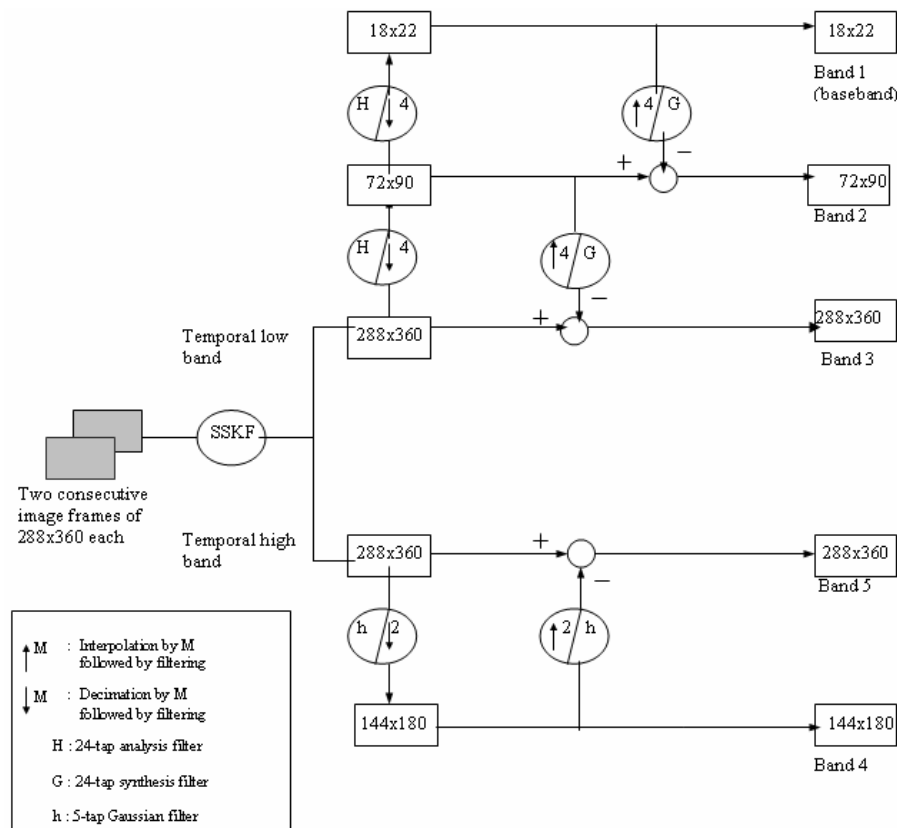 18x22
18x22
Band 1
('baseband)
H 4
4 G
−
+
72x90
72x90
Band 2
H 4
4 G
−
+
Temporal low
band
288x360
288x360
Band 3
SSKF
Two consecutive
image frames of
288x360 each
Temporal high
band
288x360
+
−
288x360
Band 5
h 2
2 h
144x180
144x180
Band 4
M : Interpolation by M
followed by filtering
M : Decimation by M
followed by filtering
H : 24-tap analysis filter
G : 24-tap synthesis filter
h : 5-tap Gaussian filter